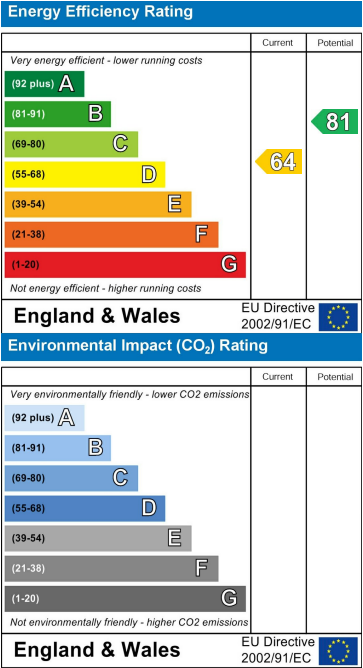 Energy Efficiency Rating
Current Potential
Very energy efficient - lower running costs
(92 plus) A
(81-91) B
81
(69-80) C
64
(55-68) D
(39-54) E
(21-38) F
(1-20) G
Not energy efficient - higher running costs
England & Wales
EU Directive
2002/91/EC
Environmental Impact (CO₂) Rating
Current Potential
Very environmentally friendly - lower CO2 emissions
(92 plus) A
(81-91) B
(69-80) C
(55-68) D
(39-54) E
(21-38) F
(1-20) G
Not environmentally friendly - higher CO2 emissions
England & Wales
EU Directive
2002/91/EC